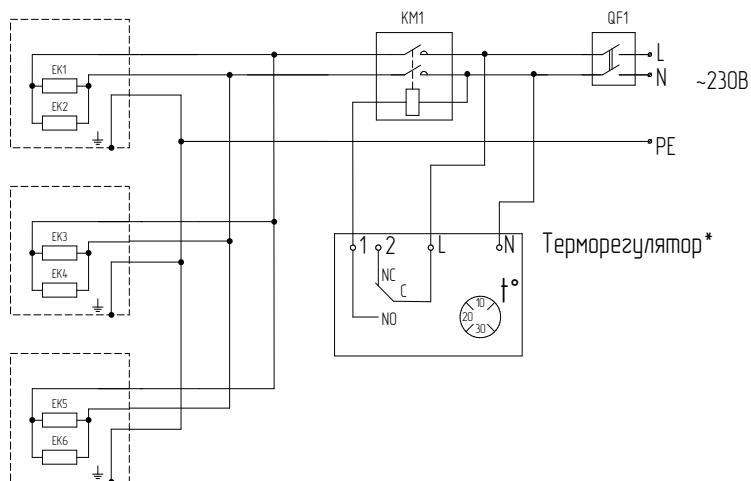 KM1
QF1
EK1
EK2
L
N
~230В
PE
EK3
EK4
1 2 L N
Терморегулятор*
NC
C
NO
t°
10
20
30
EK5
EK6